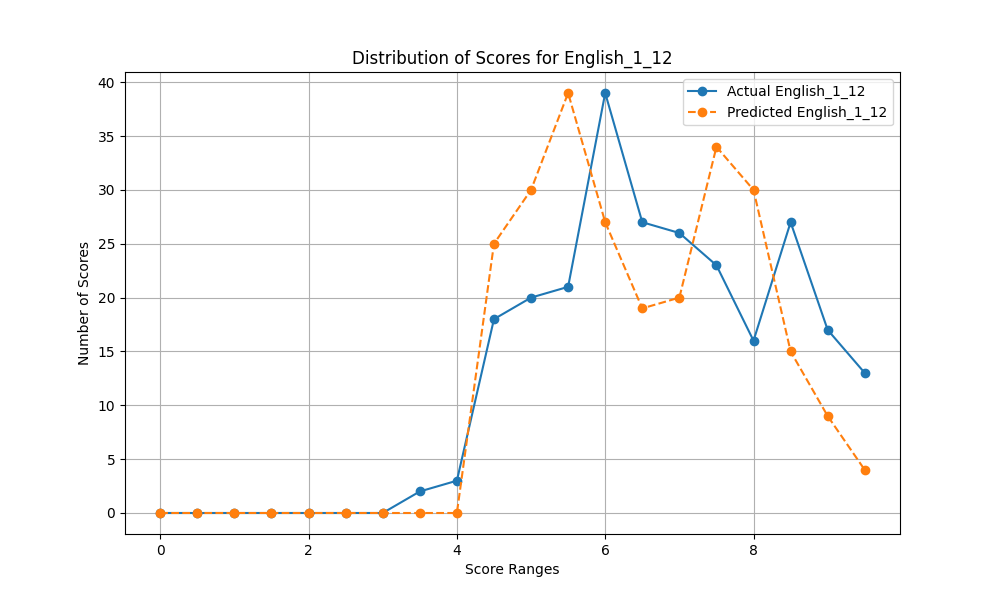 Distribution of Scores for English_1_12
Actual English_1_12
Predicted English_1_12
Number of Scores
40
35
30
25
20
15
10
5
0
0 2 4 6 8
Score Ranges